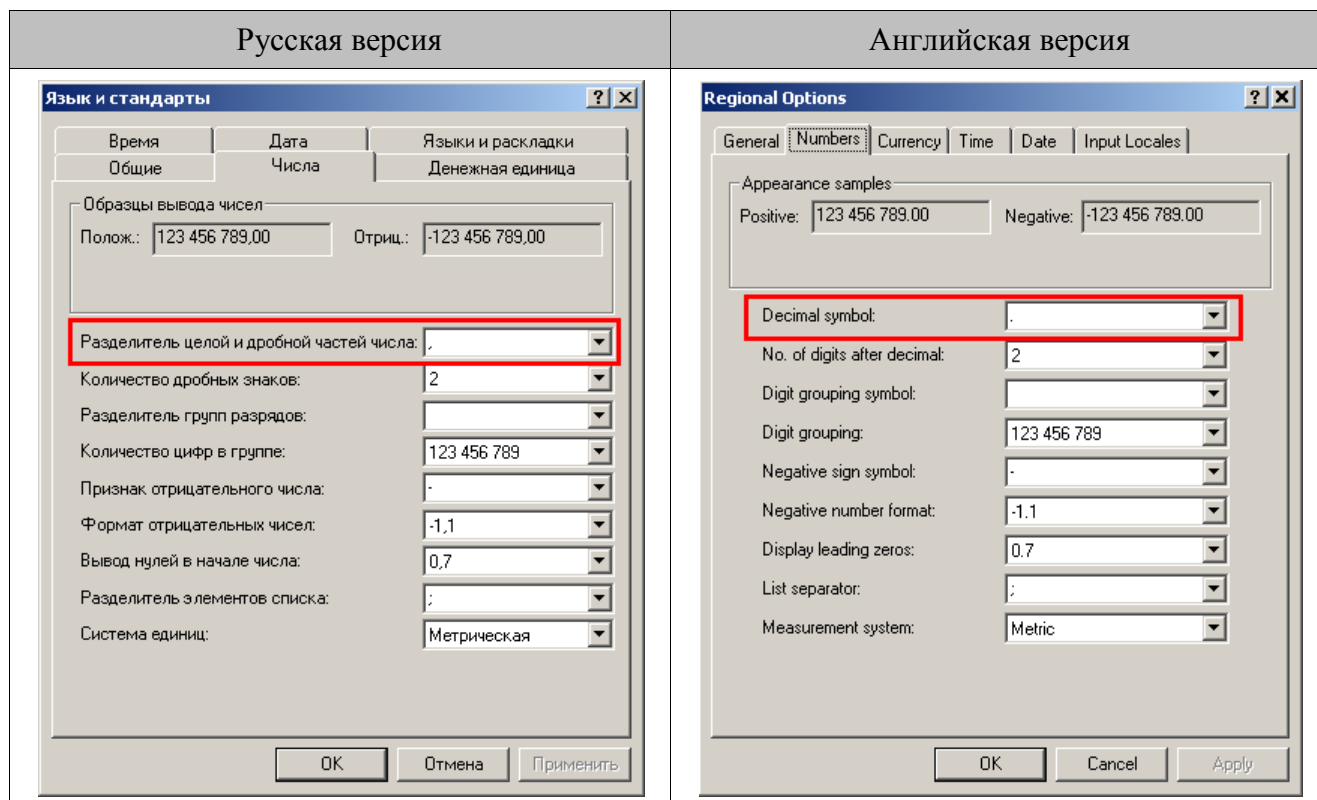 Русская версия
Английская версия
Язык и стандарты
Время Дата Языки и раскладки
Общие Числа Денежная единица
Образцы вывода чисел
Полож.: 123 456 789,00 Отриц.: -123 456 789,00
Разделитель целой и дробной частей числа: ,
Количество дробных знаков: 2
Разделитель групп разрядов:
Количество цифр в группе: 123 456 789
Признак отрицательного числа: -
Формат отрицательных чисел: -1,1
Вывод нулей в начале числа: 0,7
Разделитель элементов списка: ;
Система единиц: Метрическая
OK Отмена Применить
Regional Options
General Numbers Currency Time Date Input Locales
Appearance samples
Positive: 123 456 789.00 Negative: -123 456 789.00
Decimal symbol: .
No. of digits after decimal: 2
Digit grouping symbol:
Digit grouping: 123 456 789
Negative sign symbol: -
Negative number format: -1.1
Display leading zeros: 0.7
List separator: ;
Measurement system: Metric
OK Cancel Apply